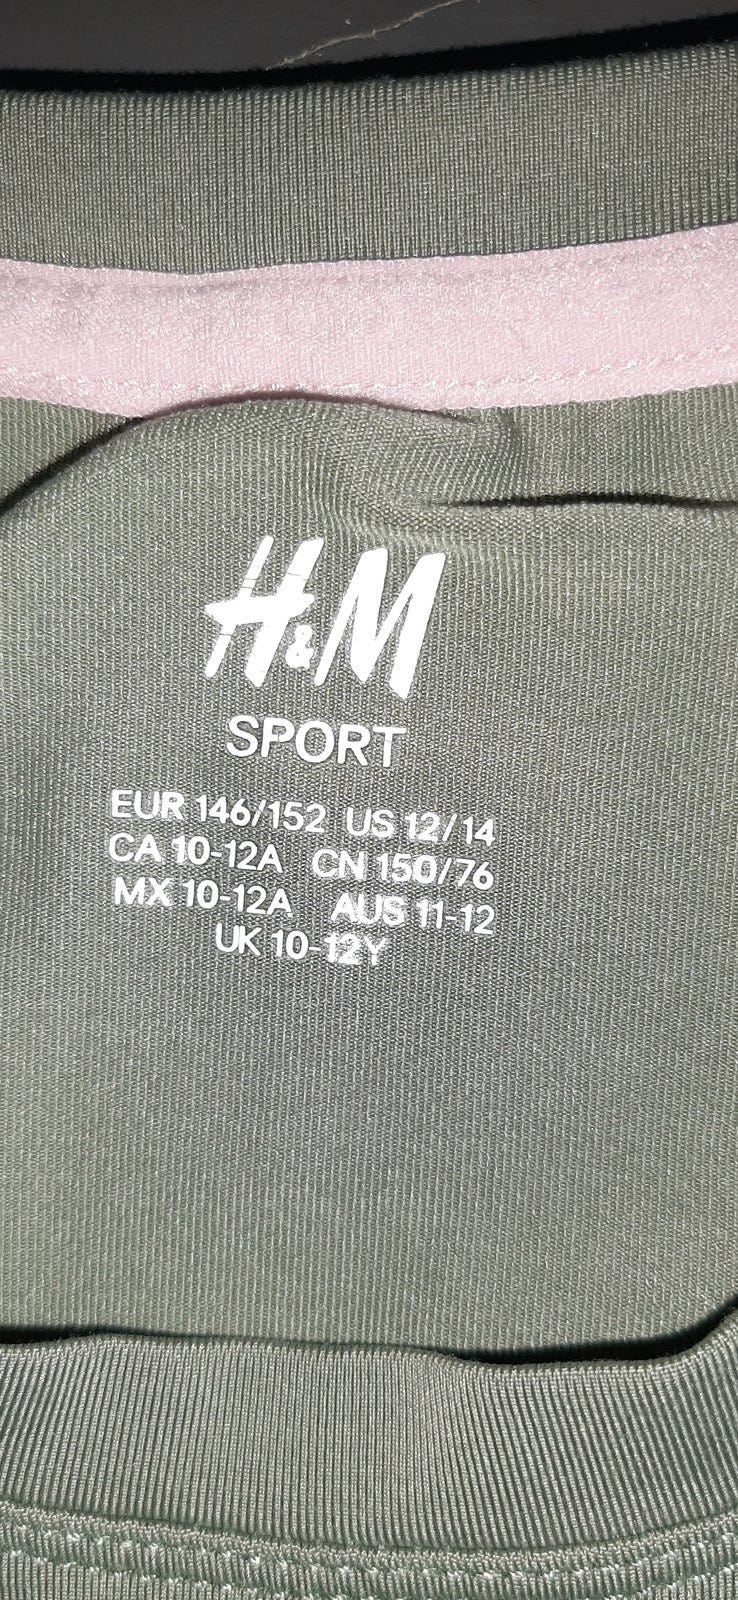 H&M
SPORT
EUR 146/152 US 12/14
CA 10-12A CN 150/76
MX 10-12A AUS 11-12
UK 10-12Y